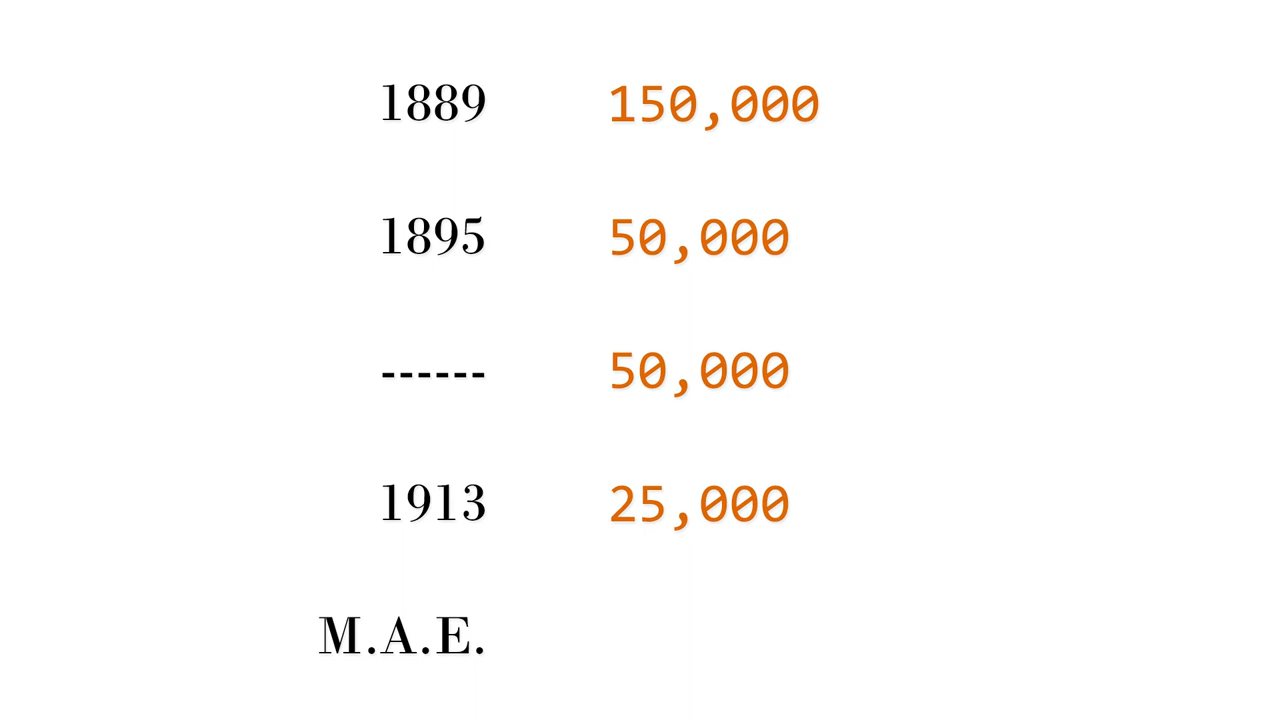 1889 150,000
1895 50,000
------ 50,000
1913 25,000
M.A.E.